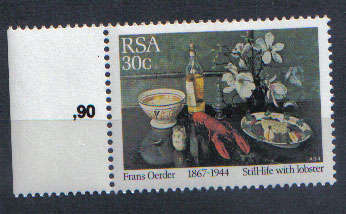 RSA
30c
,90
Frans Oerder 1867-1944 Still-life with lobster